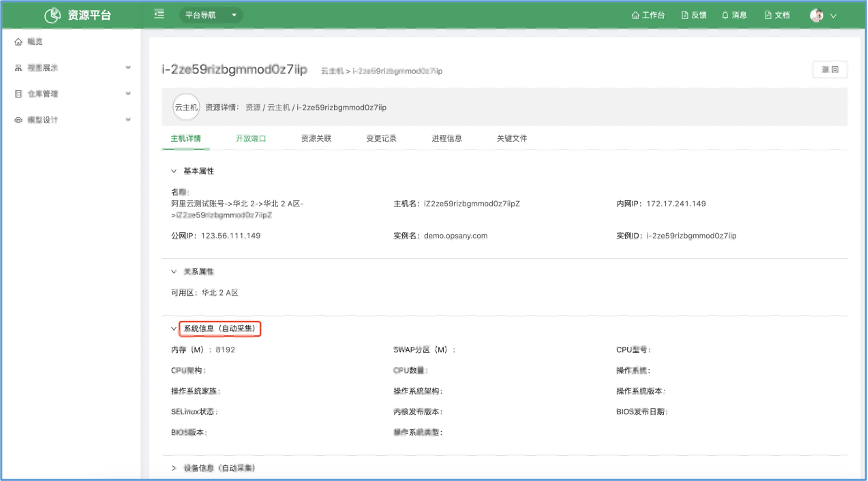 资源平台
平台导航
工作台
反馈
消息
文档
概览
视图展示
仓库管理
模型设计
i-2ze59rizbgmmod0z7iip 云主机 > i-2ze59rizbgmmod0z7iip
返 回
云主机 资源详情： 资源 / 云主机 / i-2ze59rizbgmmod0z7iip
主机详情 开放端口 资源关联 变更记录 进程信息 关键文件
基本属性
名称:
阿里云测试账号->华北 2->华北 2 A区-
>iZ2ze59rizbgmmod0z7iipZ
主机名: iZ2ze59rizbgmmod0z7iipZ
内网IP: 172.17.241.149
公网IP: 123.56.111.149
实例名: demo.opsany.com
实例ID: i-2ze59rizbgmmod0z7iip
关系属性
可用区: 华北 2 A区
系统信息（自动采集）
内存（M）: 8192 SWAP分区（M）: CPU型号:
CPU架构: CPU数量: 操作系统:
操作系统家族: 操作系统架构: 操作系统版本:
SELinux状态: 内核发布版本: BIOS发布日期:
BIOS版本: 操作系统类型:
设备信息（自动采集）